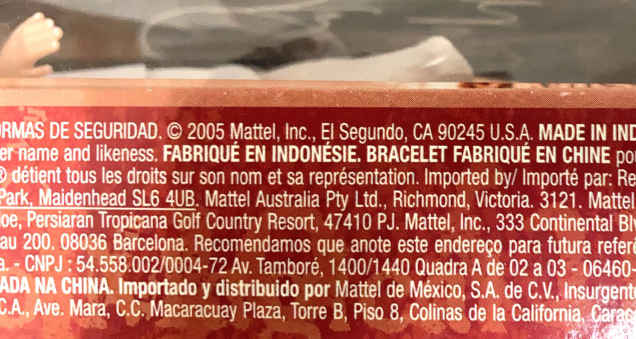 ORMAS DE SEGURIDAD. © 2005 Mattel, Inc., El Segundo, CA 90245 U.S.A. MADE IN IND
er name and likeness. FABRIQUÉ EN INDONÉSIE. BRACELET FABRIQUÉ EN CHINE po
® détient tous les droits sur son nom et sa représentation. Imported by/ Importé par: Re
Park, Maidenhead SL6 4UB, Mattel Australia Pty Ltd., Richmond, Victoria. 3121. Mattel
oe, Persiaran Tropicana Golf Country Resort, 47410 PJ. Mattel, Inc., 333 Continental Blv
au 200. 08036 Barcelona. Recomendamos que anote este endereço para futura refere
a. - CNPJ : 54.558.002/0004-72 Av. Tamboré, 1400/1440 Quadra A de 02 a 03 - 06460-
ADA NA CHINA. Importado y distribuido por Mattel de México, S.A. de C.V., Insurgente
C.A., Ave. Mara, C.C. Macaracuay Plaza, Torre B, Piso 8, Colinas de la California, Carac